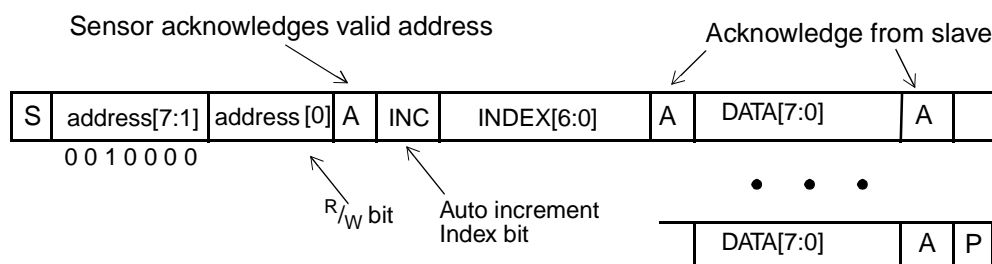 Sensor acknowledges valid address
Acknowledge from slave
S address[7:1] address [0] A INC INDEX[6:0] A DATA[7:0] A
0 0 1 0 0 0 0
R/W bit
Auto increment
Index bit
DATA[7:0] A P